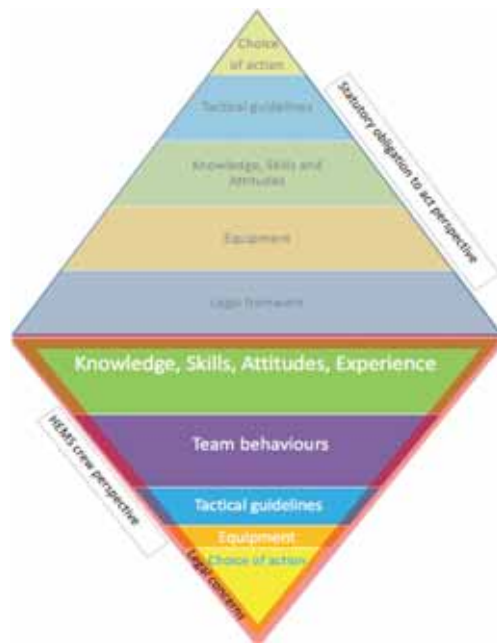 Choice
of action
Tactical guidelines
Knowledge, Skills and
Attitudes
Equipment
Legal framwork
Statutory obligation to act perspective
Knowledge, Skills, Attitudes, Experience
Team behaviours
Tactical guidelines
Equipment
Choice of action
HEMS crew perspective
Legal concerns